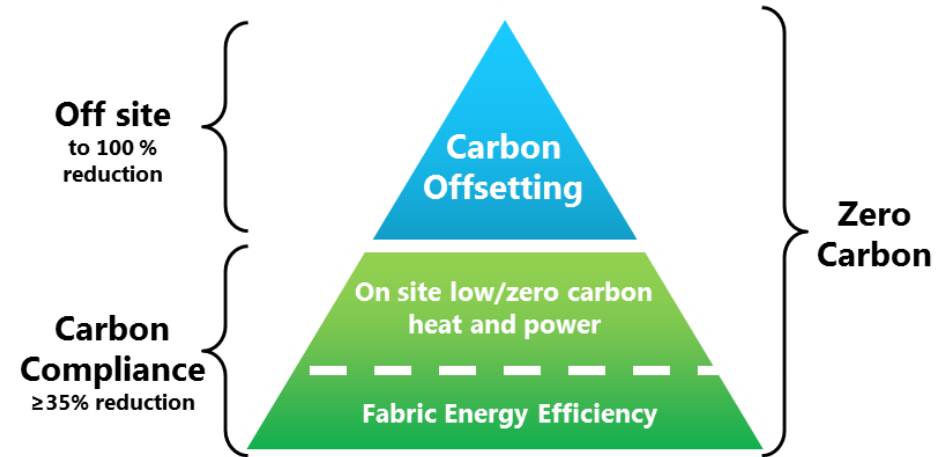 Off site
to 100 %
reduction
Carbon
Offsetting
Zero
Carbon
On site low/zero carbon
heat and power
Carbon
Compliance
≥35% reduction
Fabric Energy Efficiency